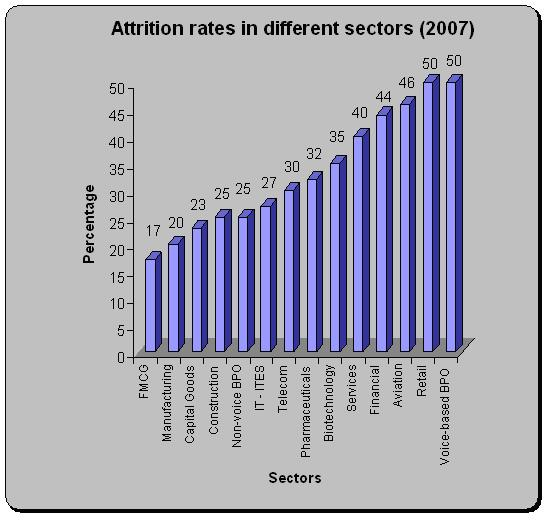 Attrition rates in different sectors (2007)
Percentage
50
45
40
35
30
25
20
15
10
5
0
17
20
23
25
25
27
30
32
35
40
44
46
50
50
FMCG
Manufacturing
Capital Goods
Construction
Non-voice BPO
IT - ITES
Telecom
Pharmaceuticals
Biotechnology
Services
Financial
Aviation
Retail
Voice-based BPO
Sectors